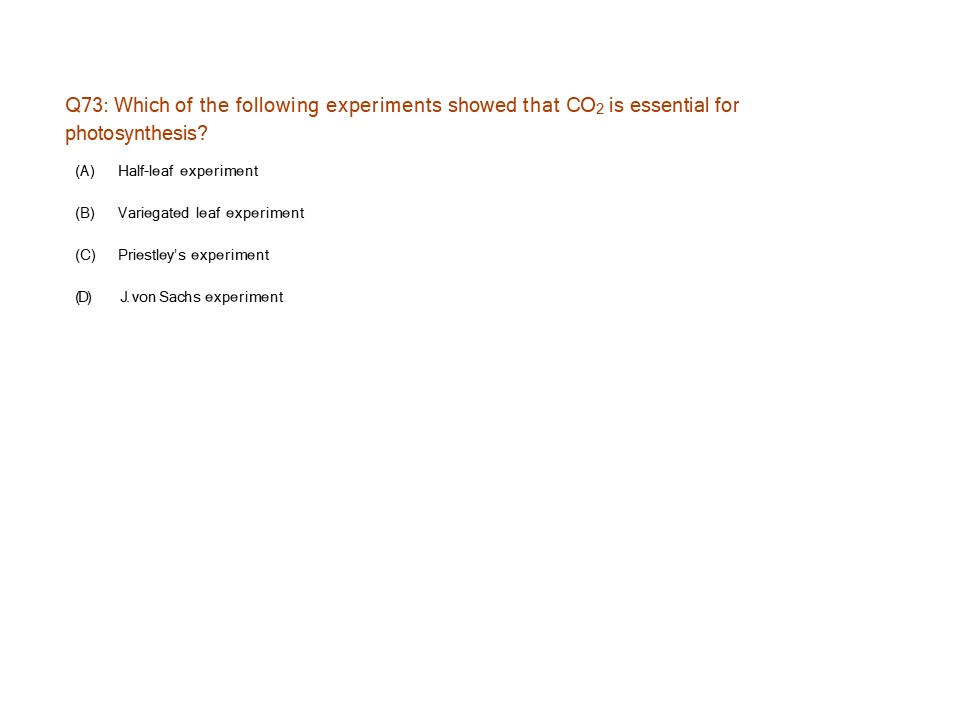 Q73: Which of the following experiments showed that CO₂ is essential for
photosynthesis?
(A) Half-leaf experiment
(B) Variegated leaf experiment
(C) Priestley's experiment
(D) J. von Sachs experiment